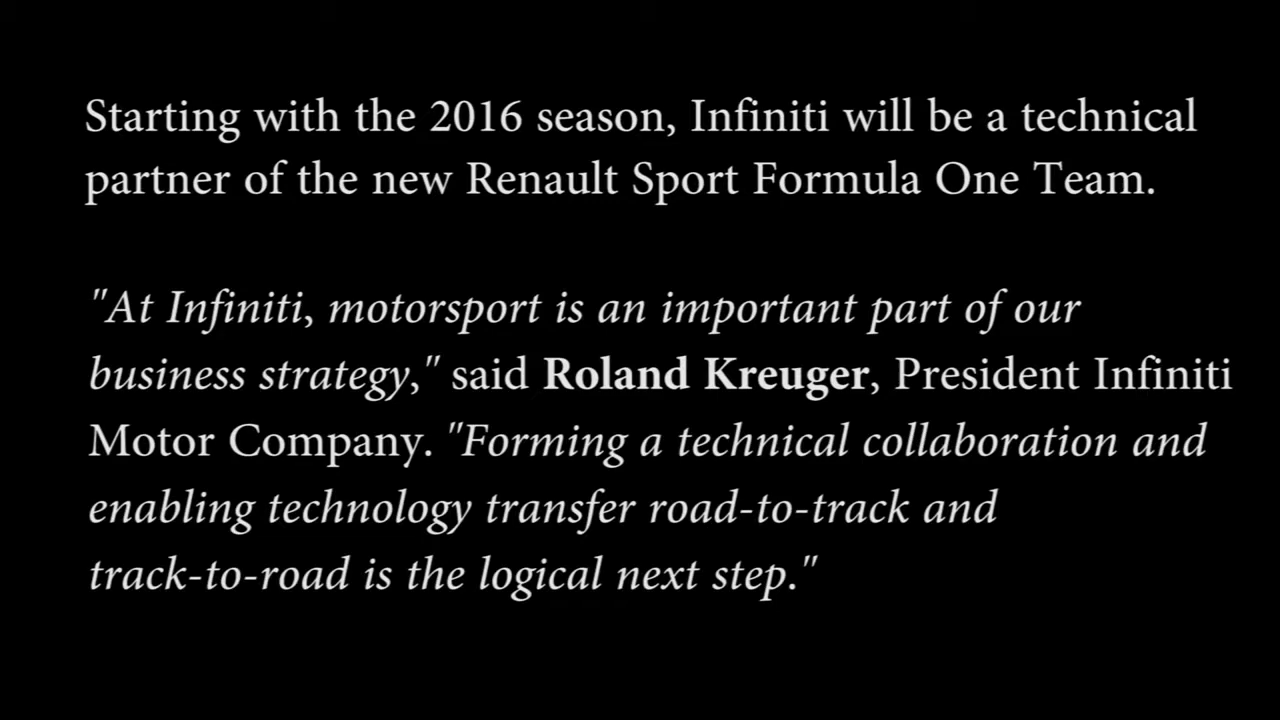 Starting with the 2016 season, Infiniti will be a technical
partner of the new Renault Sport Formula One Team.
"At Infiniti, motorsport is an important part of our
business strategy," said Roland Kreuger, President Infiniti
Motor Company. "Forming a technical collaboration and
enabling technology transfer road-to-track and
track-to-road is the logical next step."